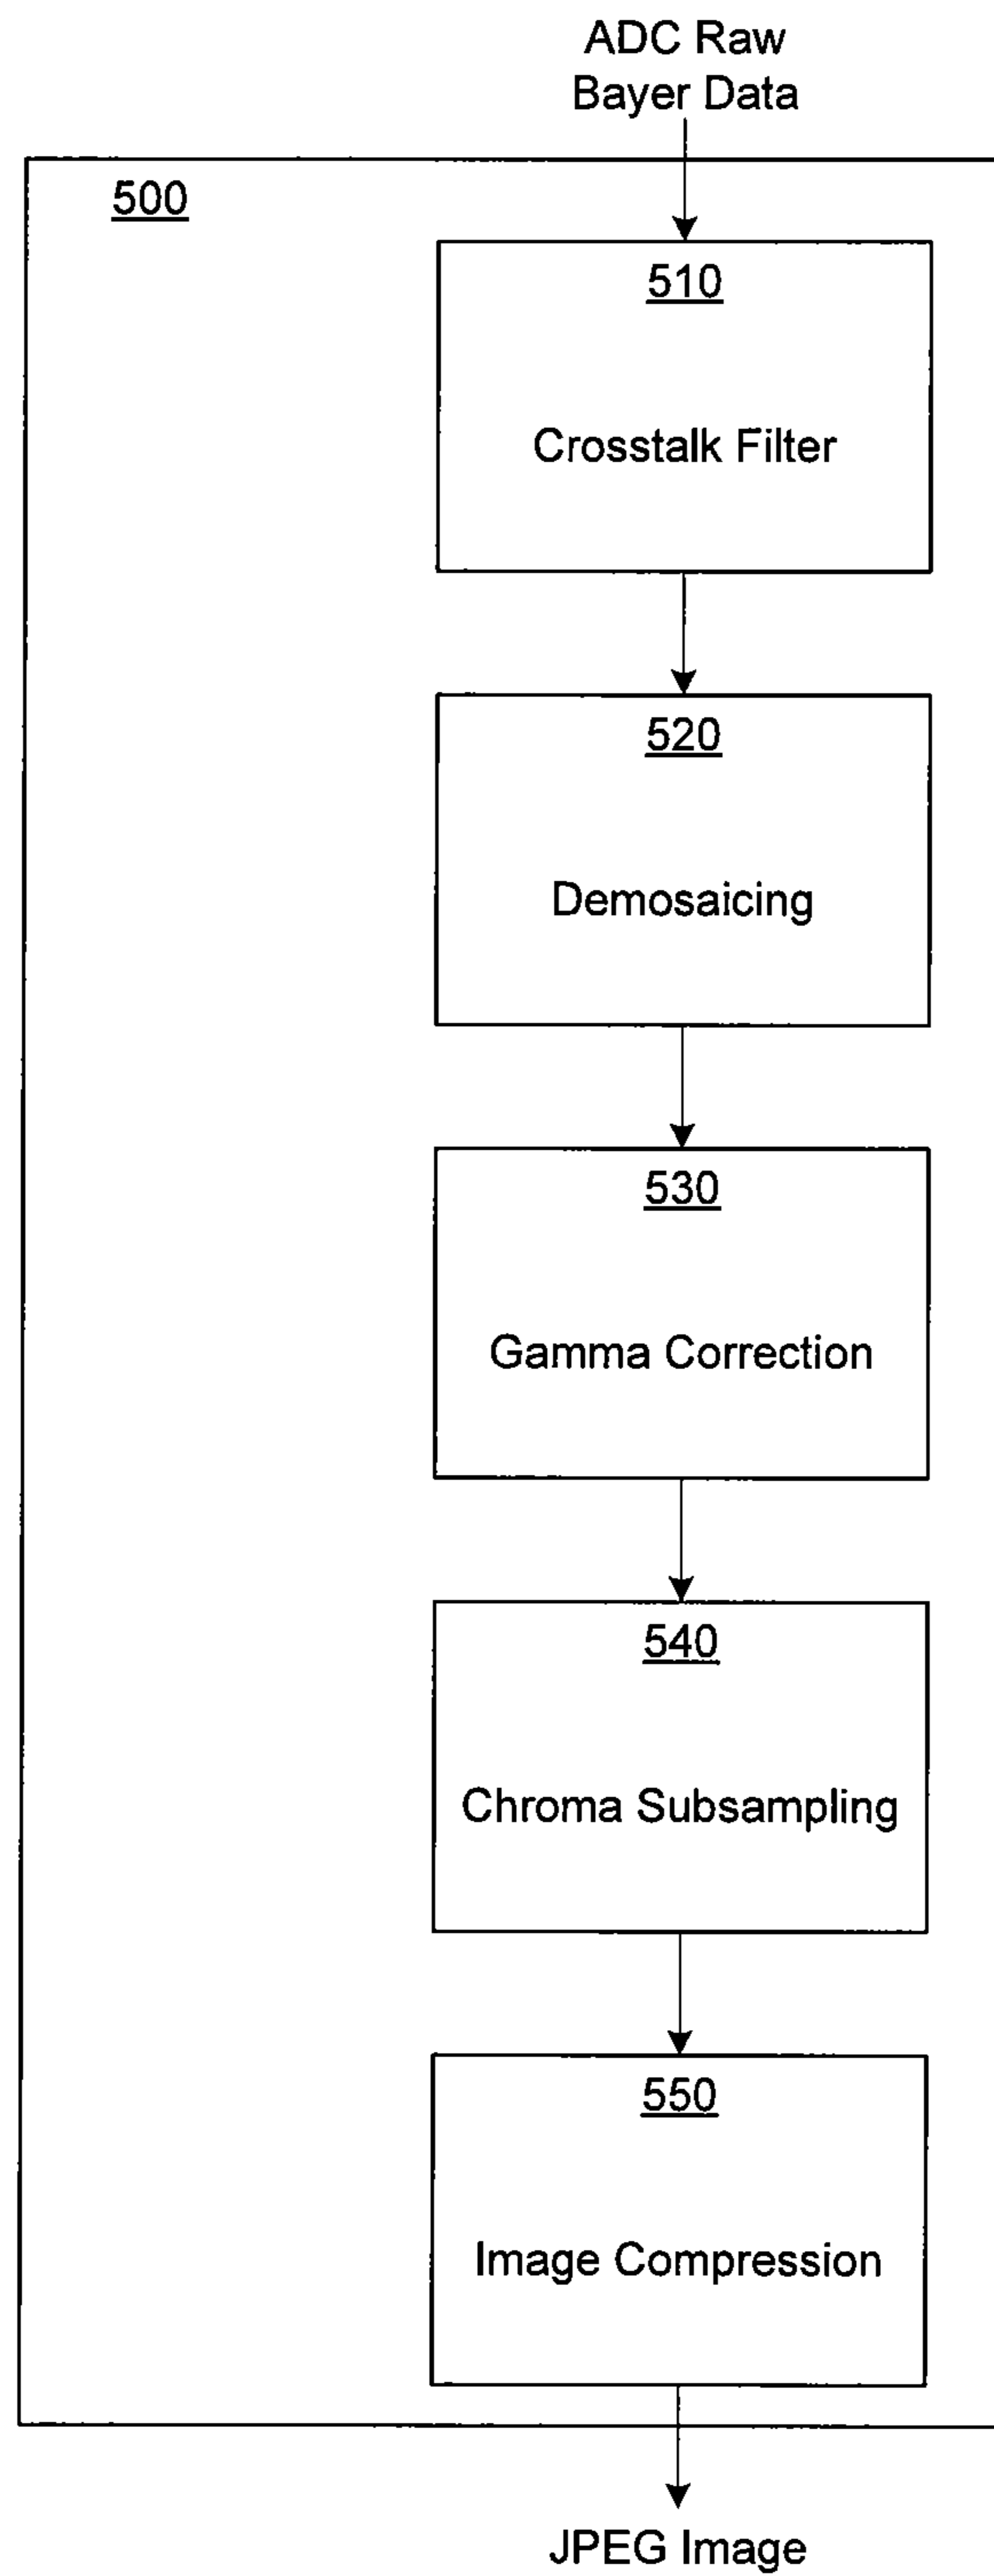 ADC Raw
Bayer Data
500
510
Crosstalk Filter
520
Demosaicing
530
Gamma Correction
540
Chroma Subsampling
550
Image Compression
JPEG Image